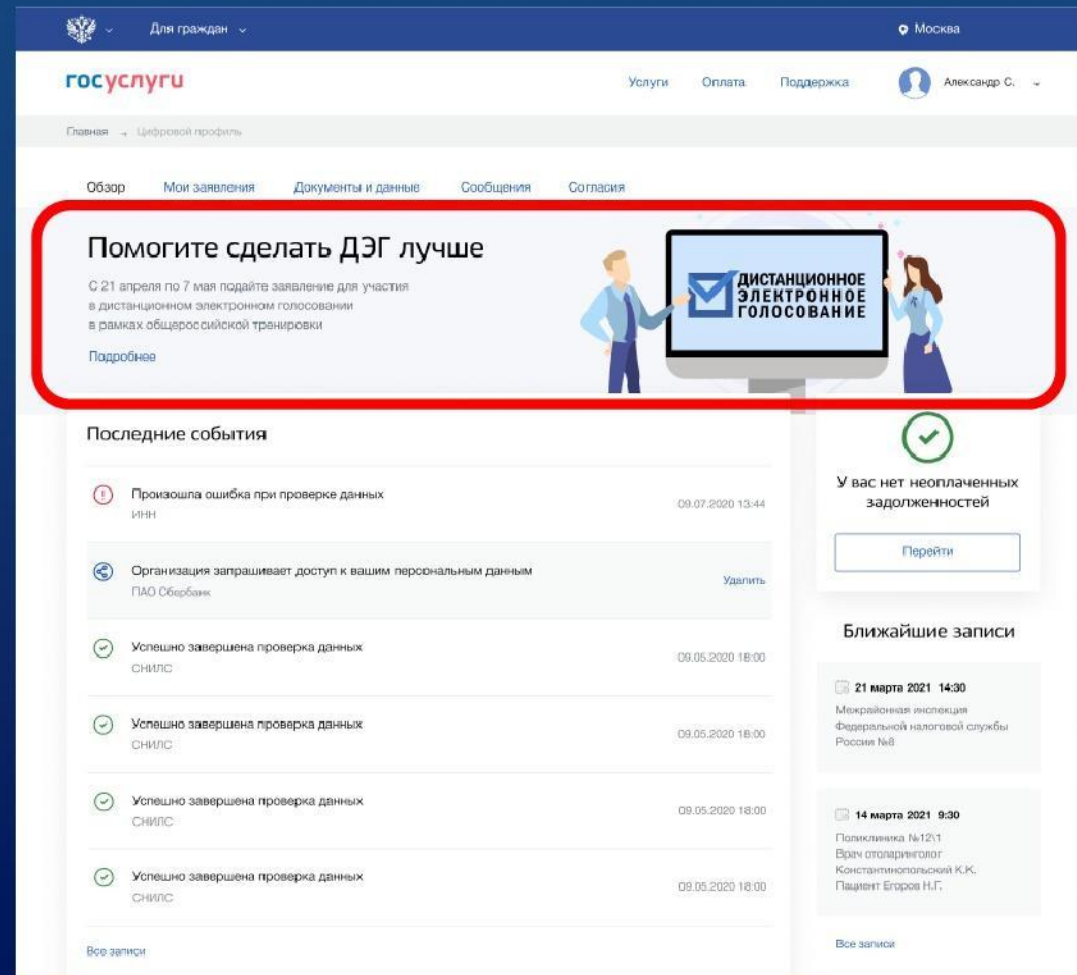 Для граждан
Москва
госуслуги
Услуги Оплата Поддержка Александр С.
Главная → Цифровой профиль
Обзор Мои заявления Документы и данные Сообщения Согласия
Помогите сделать ДЭГ лучше
С 21 апреля по 7 мая подайте заявление для участия
в дистанционном электронном голосовании
в рамках общероссийской тренировки
Подробнее
ДИСТАНЦИОННОЕ
ЭЛЕКТРОННОЕ
ГОЛОСОВАНИЕ
Последние события
Произошла ошибка при проверке данных
ИНН
09.07.2020 13:44
Организация запрашивает доступ к вашим персональным данным
ПАО Сбербанк
Удалить
Успешно завершена проверка данных
СНИЛС
09.05.2020 18:00
Успешно завершена проверка данных
СНИЛС
09.05.2020 18:00
Успешно завершена проверка данных
СНИЛС
09.05.2020 18:00
Успешно завершена проверка данных
СНИЛС
09.05.2020 18:00
Все записи
У вас нет неоплаченных
задолженностей
Перейти
Ближайшие записи
21 марта 2021 14:30
Межрайонная инспекция
Федеральной налоговой службы
России №8
14 марта 2021 9:30
Поликлиника №12\1
Врач отоларинголог
Константинопольский К.К.
Пациент Егоров Н.Г.
Все записи